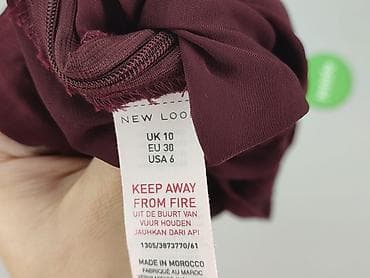 NEW LOOK
UK 10
EU 38
USA 6
KEEP AWAY
FROM FIRE
UIT DE BUURT VAN
VUUR HOUDEN
JAUHKAN DARI API
1305/3873770/61
MADE IN MOROCCO
FABRIQUÉ AU MAROC